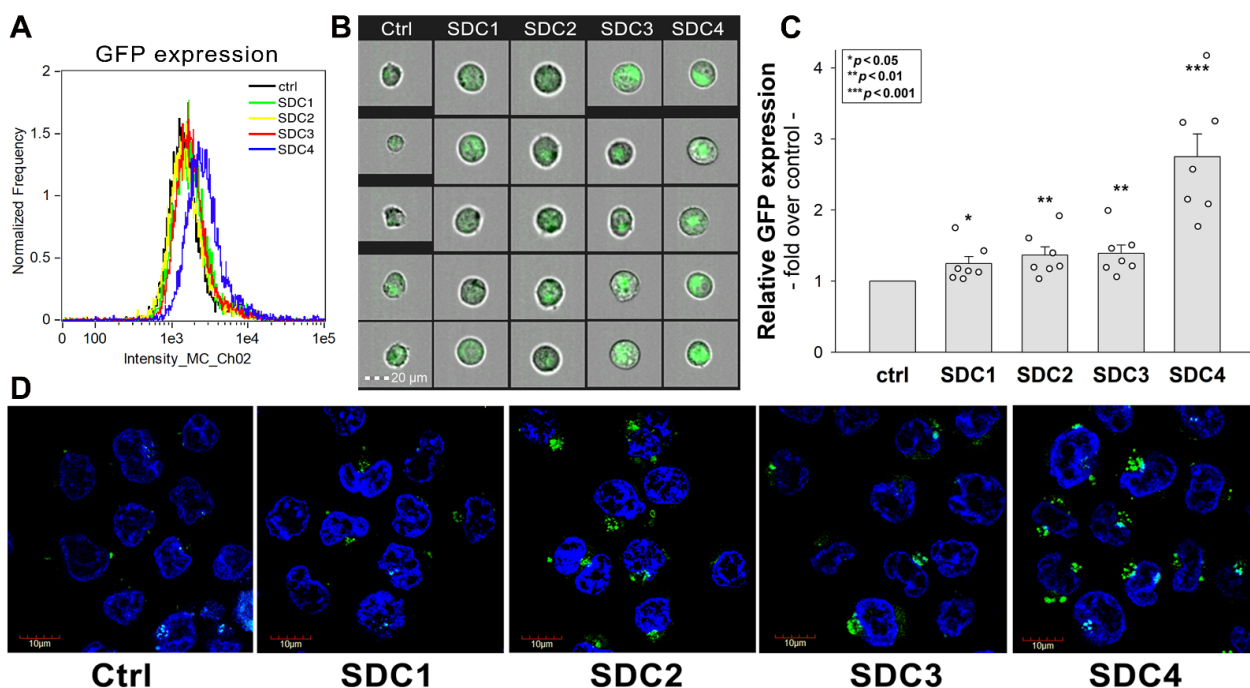 A
GFP expression
2
1.5
1
0.5
0
Normalized Frequency
ctrl
SDC1
SDC2
SDC3
SDC4
0 100 1e3 1e4 1e5
Intensity_MC_Ch02
B
Ctrl SDC1 SDC2 SDC3 SDC4
20 µm
C
Relative GFP expression
- fold over control -
*p<0.05
**p<0.01
***p<0.001
4
3
2
1
0
* ** ** ***
ctrl SDC1 SDC2 SDC3 SDC4
D
10µm 10µm 10µm 10µm 10µm
Ctrl SDC1 SDC2 SDC3 SDC4